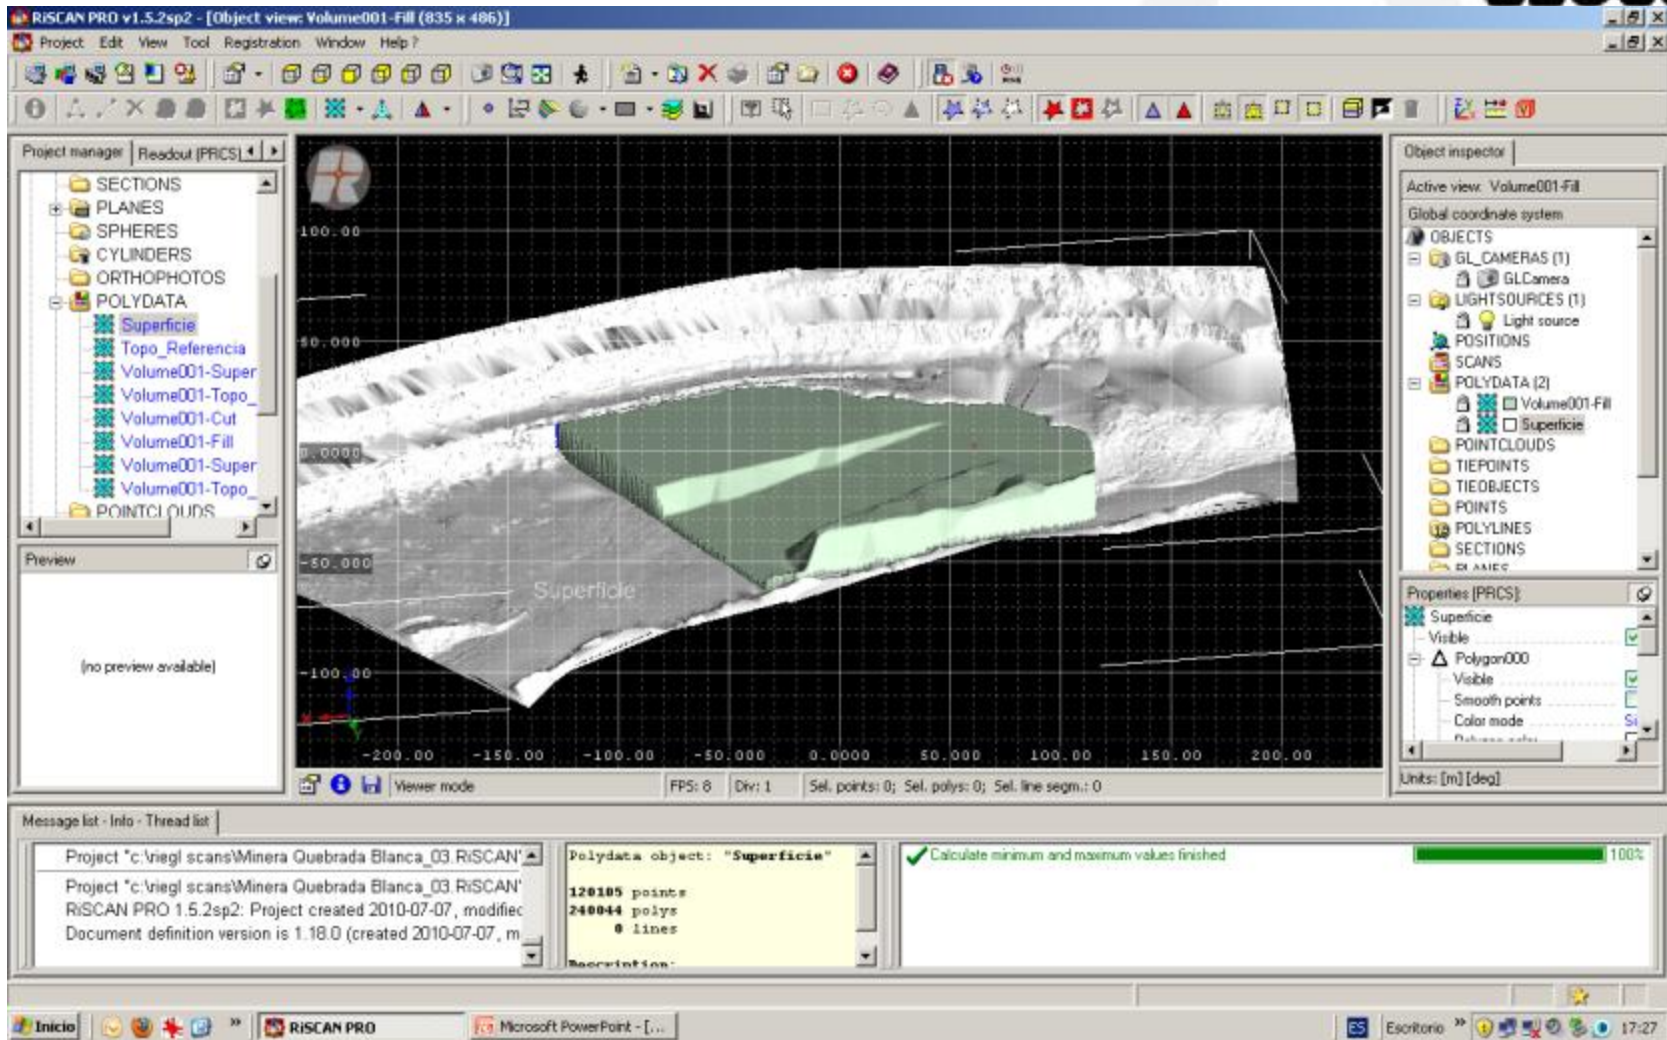 RiSCAN PRO v1.5.2sp2 - [Object view: Volume001-Fill (835 x 486)]
Project Edit View Tool Registration Window Help ?
Project manager Readout (PRCS)
SECTIONS
PLANES
SPHERES
CYLINDERS
ORTHOPHOTOS
POLYDATA
Superficie
Topo_Referencia
Volume001-Super
Volume001-Topo_
Volume001-Cut
Volume001-Fill
Volume001-Super
Volume001-Topo_
POINTCLOUDS
Preview
(no preview available)
100.00
50.000
0.0000
-50.000
-100.00
Superficie
-200.00 -150.00 -100.00 -50.000 0.0000 50.000 100.00 150.00 200.00
Viewer mode FPS: 8 Div: 1 Sel. points: 0; Sel. polys: 0; Sel. line segm.: 0
Object inspector
Active view: Volume001-Fill
Global coordinate system
OBJECTS
GL_CAMERAS (1)
GLCamera
LIGHTSOURCES (1)
Light source
POSITIONS
SCANS
POLYDATA (2)
Volume001-Fill
Superficie
POINTCLOUDS
TIEPOINTS
TIEOBJECTS
POINTS
POLYLINES
SECTIONS
PLANES
Properties [PRCS]:
Superficie
Visible
Polygon000
Visible
Smooth points
Color mode Si
Units: [m] [deg]
Message list - Info - Thread list
Project "c:\riegl scans\Minera Quebrada Blanca_03.RiSCAN"
Project "c:\riegl scans\Minera Quebrada Blanca_03.RiSCAN"
RiSCAN PRO 1.5.2sp2: Project created 2010-07-07, modified
Document definition version is 1.18.0 (created 2010-07-07, m
Polydata object: "Superficie"
120105 points
240044 polys
0 lines
Description:
Calculate minimum and maximum values finished 100%
Inicio » RiSCAN PRO Microsoft PowerPoint - [... ES Escritorio » 17:27